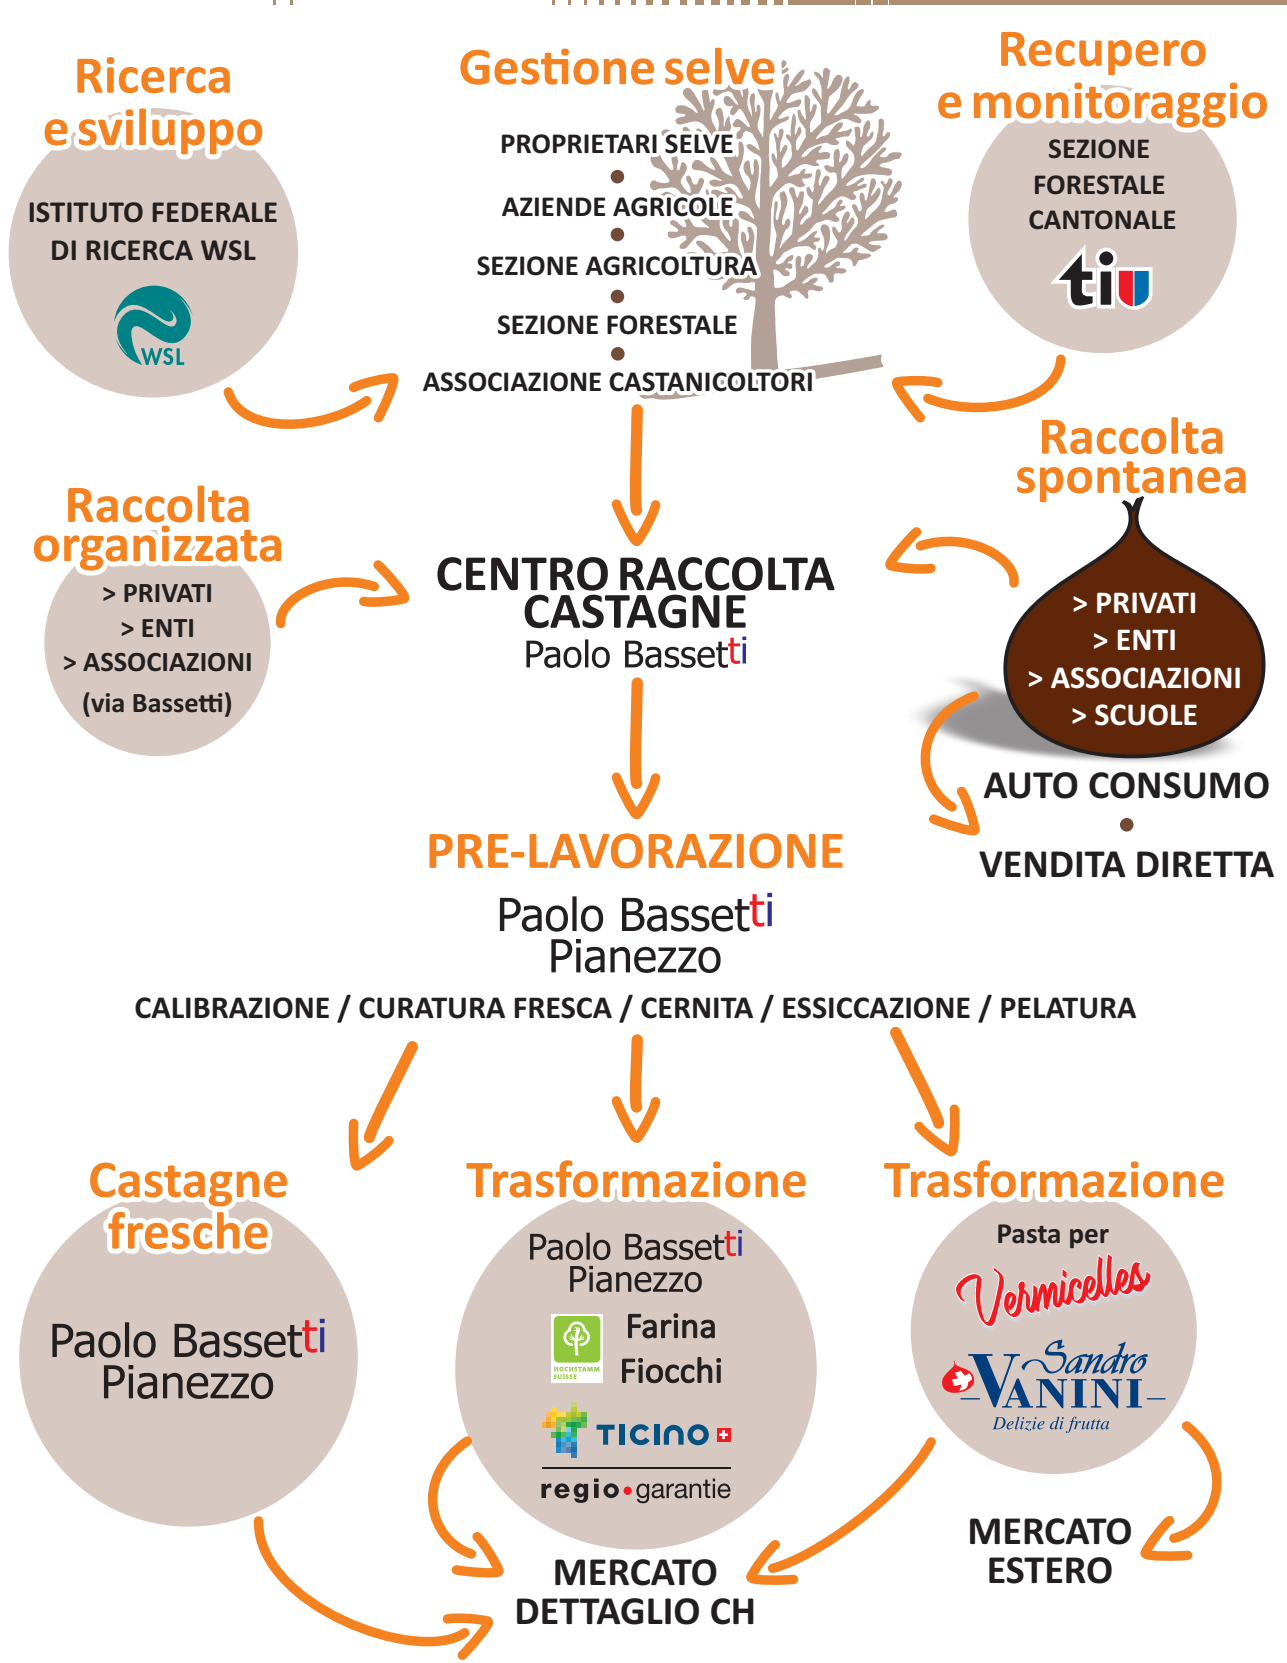 Ricerca
e sviluppo
ISTITUTO FEDERALE
DI RICERCA WSL
WSL
Gestione selve
PROPRIETARI SELVE
AZIENDE AGRICOLE
SEZIONE AGRICOLTURA
SEZIONE FORESTALE
ASSOCIAZIONE CASTANICOLTORI
Recupero
e monitoraggio
SEZIONE
FORESTALE
CANTONALE
ti
Raccolta
organizzata
> PRIVATI
> ENTI
> ASSOCIAZIONI
(via Bassetti)
CENTRO RACCOLTA
CASTAGNE
Paolo Bassetti
Raccolta
spontanea
> PRIVATI
> ENTI
> ASSOCIAZIONI
> SCUOLE
AUTO CONSUMO
VENDITA DIRETTA
PRE-LAVORAZIONE
Paolo Bassetti
Pianezzo
CALIBRAZIONE / CURATURA FRESCA / CERNITA / ESSICCAZIONE / PELATURA
Castagne
fresche
Paolo Bassetti
Pianezzo
Trasformazione
Paolo Bassetti
Pianezzo
HOCHSTAMM
SUISSE
Farina
Fiocchi
TICINO
regio•garantie
Trasformazione
Pasta per
Vermicelles
Sandro
VANINI
Delizie di frutta
MERCATO
DETTAGLIO CH
MERCATO
ESTERO